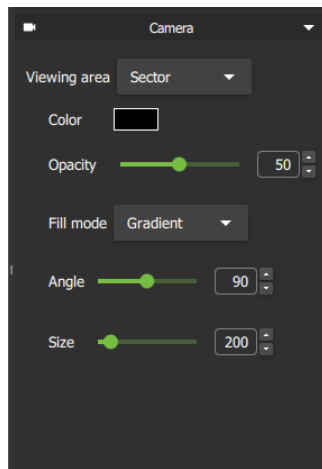 Camera
Viewing area Sector
Color
Opacity 50
Fill mode Gradient
Angle 90
Size 200